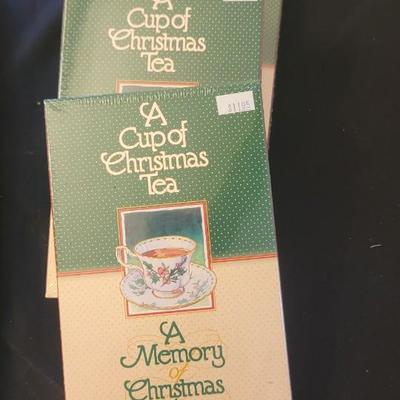 A
Cup of
Christmas
Tea
A
Cup of
Christmas
Tea
$11.95
A
Memory
of
Christmas